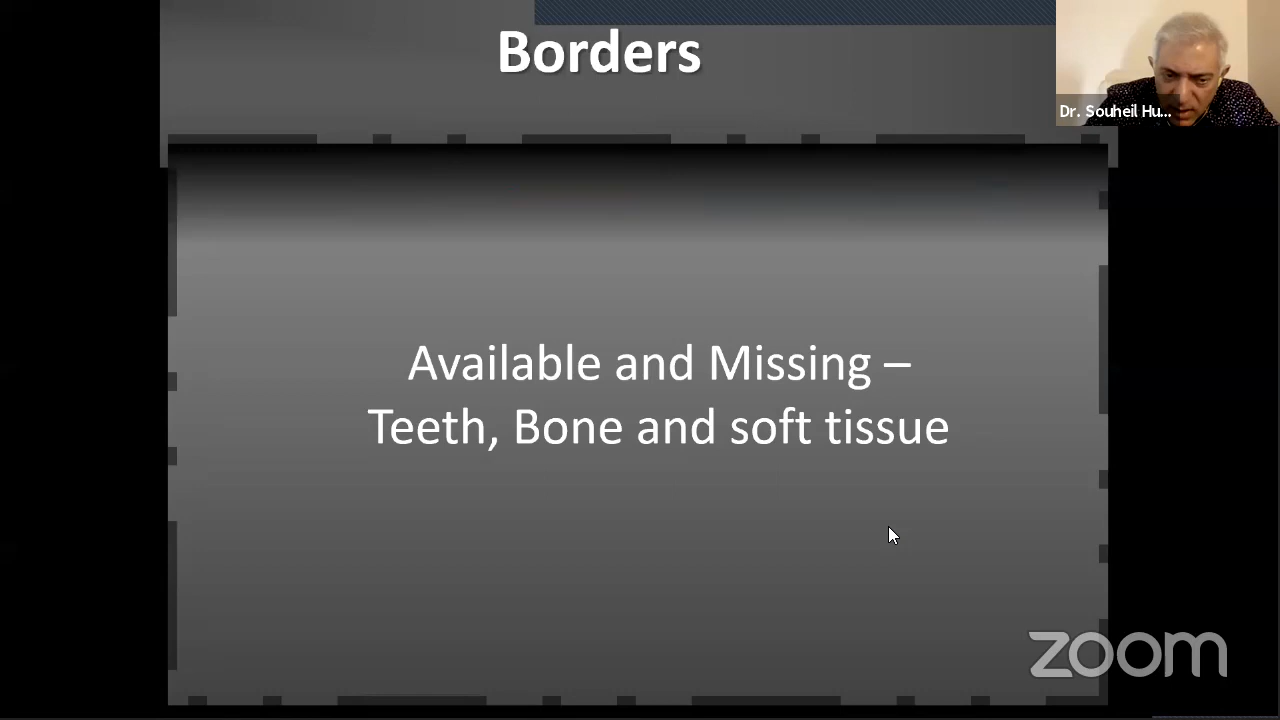 Borders
Dr. Souheil Hu...
Available and Missing –
Teeth, Bone and soft tissue
zoom